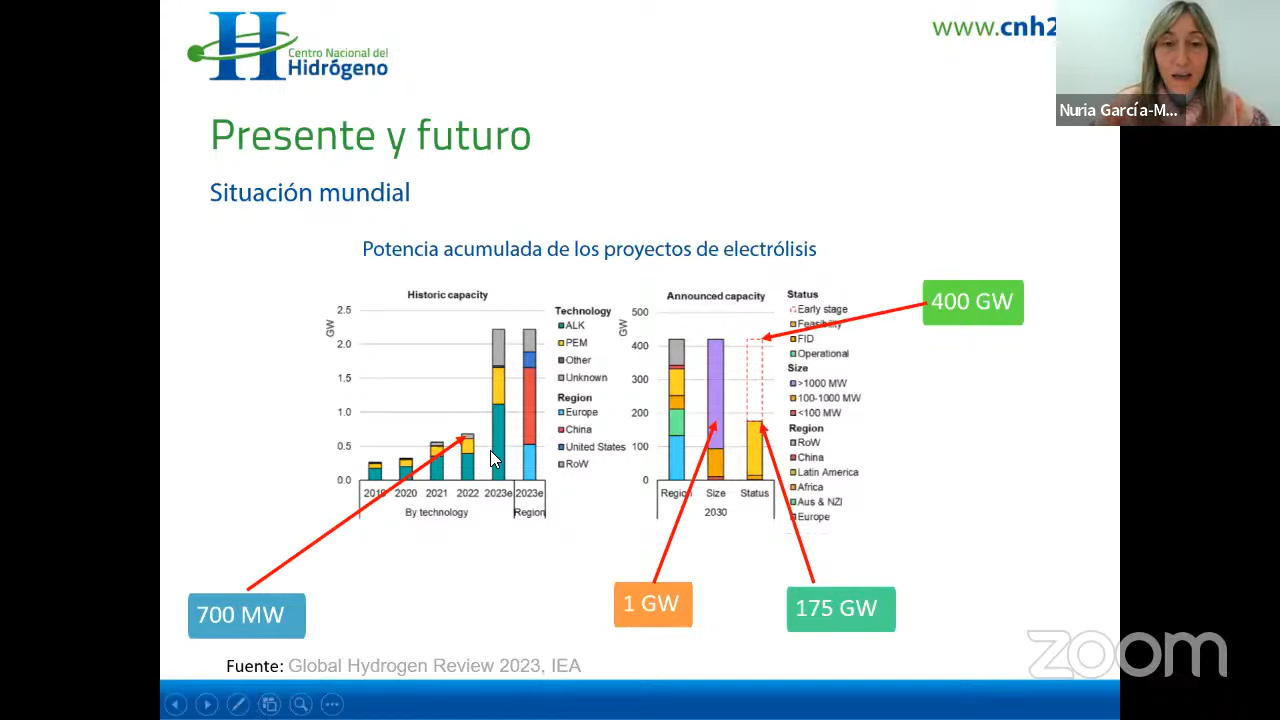 Centro Nacional del
Hidrógeno
www.cnh2
Nuria García-M...
Presente y futuro
Situación mundial
Potencia acumulada de los proyectos de electrólisis
Historic capacity
GW
2.5
2.0
1.5
1.0
0.5
0.0
2019
2020
2021
2022
2023e
2023e
By technology
Region
Technology
ALK
PEM
Other
Unknown
Region
Europe
China
United States
RoW
Announced capacity
GW
500
400
300
200
100
0
Region
Size
Status
2030
Status
Early stage
Feasibility
FID
Operational
Size
>1000 MW
100-1000 MW
<100 MW
Region
RoW
China
Latin America
Africa
Aus & NZl
Europe
400 GW
700 MW
1 GW
175 GW
Fuente: Global Hydrogen Review 2023, IEA
zoom